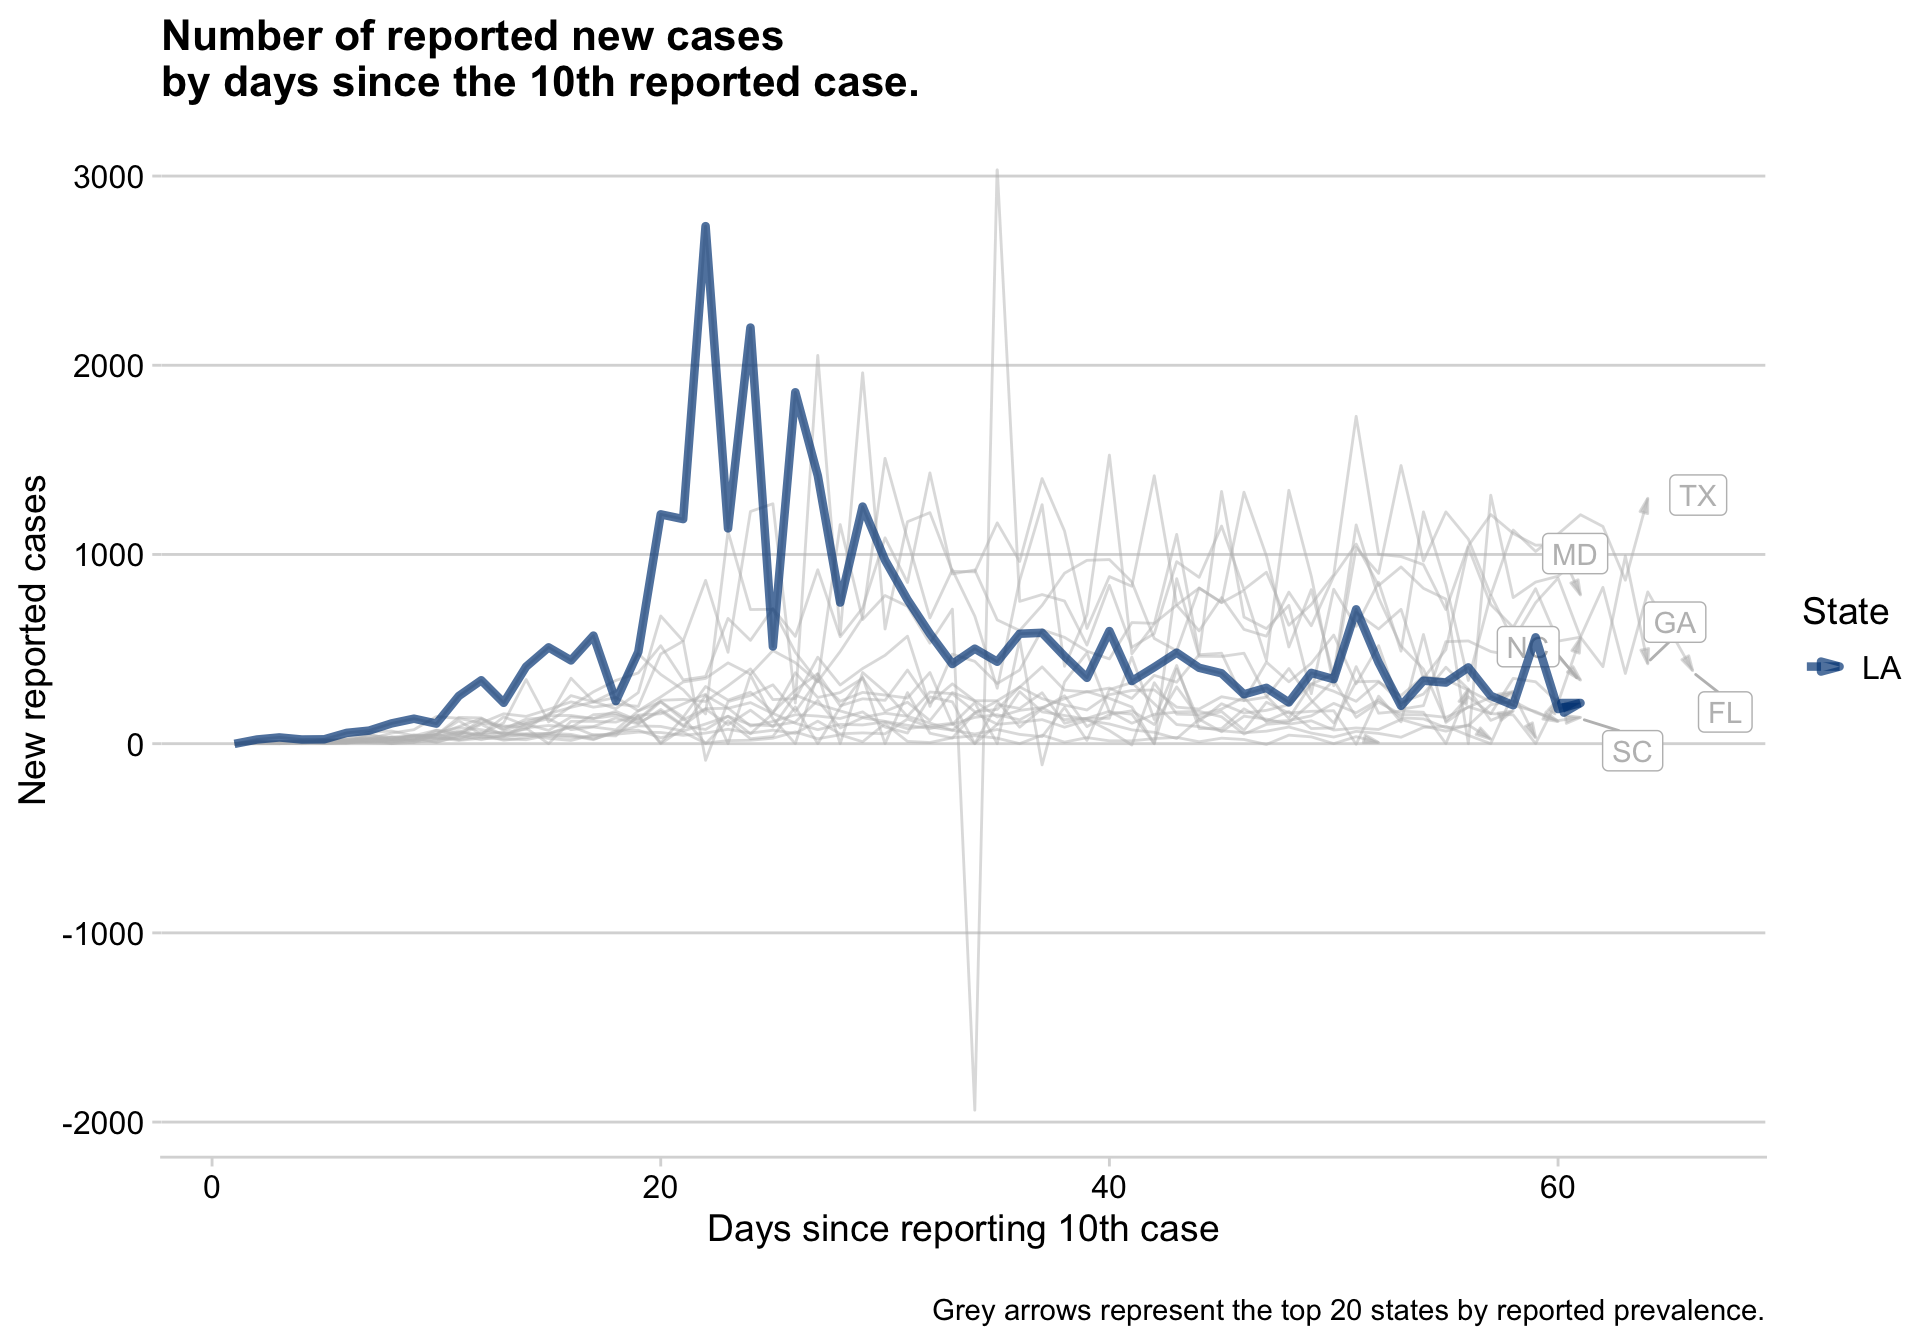 Number of reported new cases
by days since the 10th reported case.
New reported cases
3000
2000
1000
0
-1000
-2000
0
20
40
60
Days since reporting 10th case
TX
MD
GA
NC
FL
SC
State
LA
Grey arrows represent the top 20 states by reported prevalence.